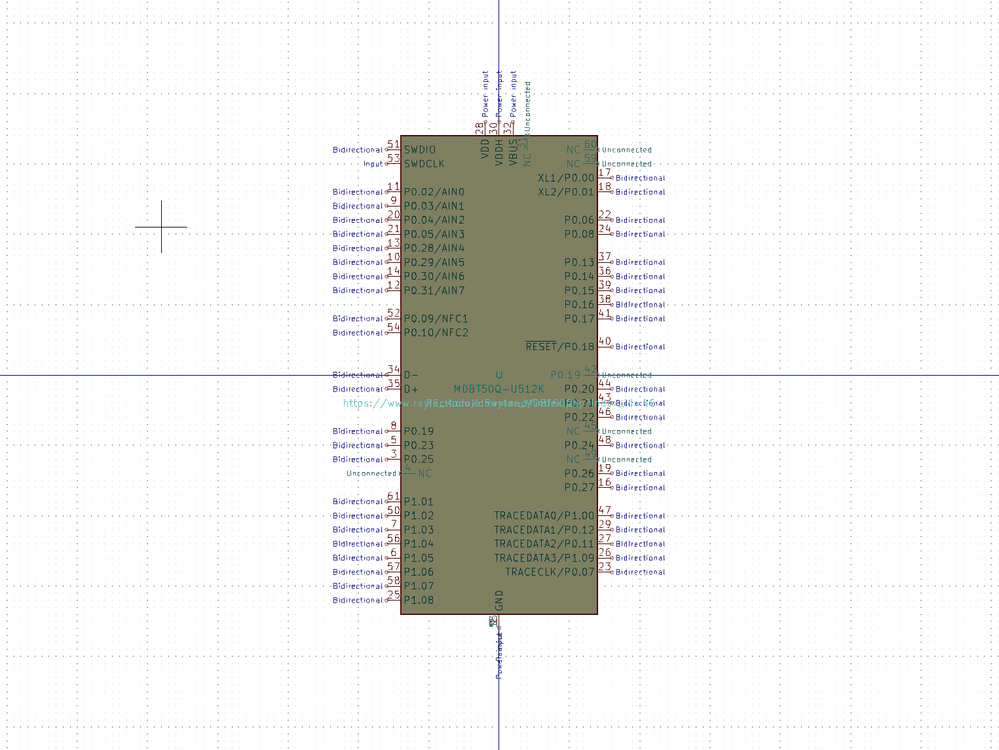 Power input
Power input
Power input
Unconnected
28
30
32
VDD
VDDH
VBUS
NC
Bidirectional 51 SWDIO
NC 60 Unconnected
Input 53 SWDCLK
NC 59 Unconnected
XL1/P0.00 17 Bidirectional
Bidirectional 11 P0.02/AIN0
XL2/P0.01 18 Bidirectional
Bidirectional 9 P0.03/AIN1
Bidirectional 20 P0.04/AIN2
P0.06 22 Bidirectional
Bidirectional 21 P0.05/AIN3
P0.08 24 Bidirectional
Bidirectional 13 P0.28/AIN4
Bidirectional 10 P0.29/AIN5
P0.13 37 Bidirectional
Bidirectional 14 P0.30/AIN6
P0.14 36 Bidirectional
Bidirectional 12 P0.31/AIN7
P0.15 39 Bidirectional
P0.16 38 Bidirectional
Bidirectional 52 P0.09/NFC1
P0.17 41 Bidirectional
Bidirectional 54 P0.10/NFC2
RESET/P0.18 40 Bidirectional
Bidirectional 34 D-
U
P0.19 42 Unconnected
Bidirectional 35 D+
MDBT50Q-U512K
P0.20 44 Bidirectional
43 Bidirectional
P0.22 46 Bidirectional
Bidirectional 8 P0.19
NC 45 Unconnected
Bidirectional 5 P0.23
P0.24 48 Bidirectional
Bidirectional 3 P0.25
NC 49 Unconnected
Unconnected 4 NC
P0.26 19 Bidirectional
P0.27 16 Bidirectional
Bidirectional 61 P1.01
Bidirectional 50 P1.02
TRACEDATA0/P1.00 47 Bidirectional
Bidirectional 7 P1.03
TRACEDATA1/P0.12 29 Bidirectional
Bidirectional 56 P1.04
TRACEDATA2/P0.11 27 Bidirectional
Bidirectional 6 P1.05
TRACEDATA3/P1.09 26 Bidirectional
Bidirectional 57 P1.06
TRACECLK/P0.07 23 Bidirectional
Bidirectional 58 P1.07
Bidirectional 25 P1.08
GND